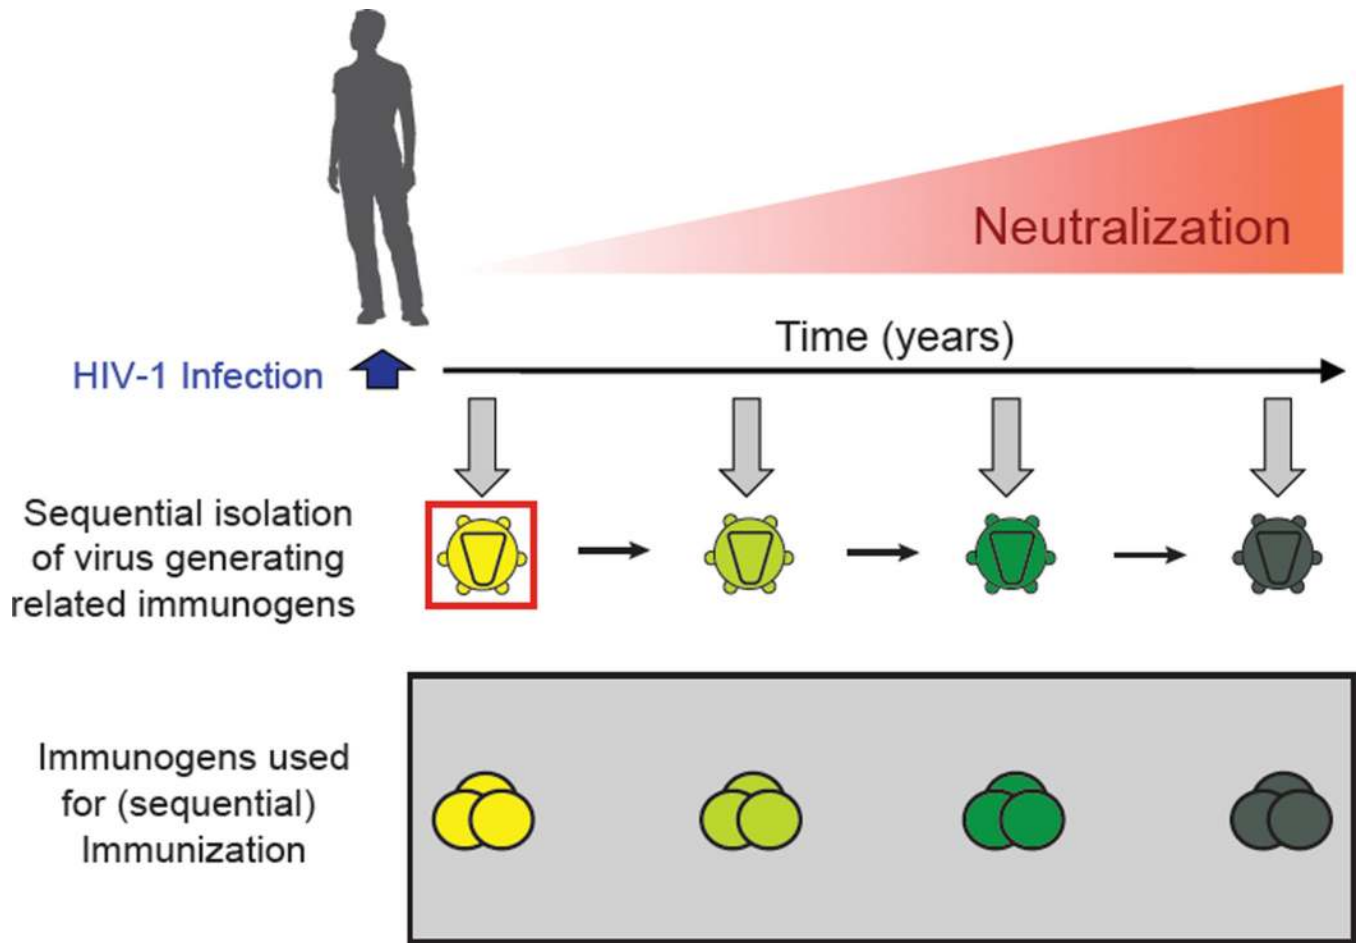 Neutralization
Time (years)
HIV-1 Infection
Sequential isolation
of virus generating
related immunogens
Immunogens used
for (sequential)
Immunization